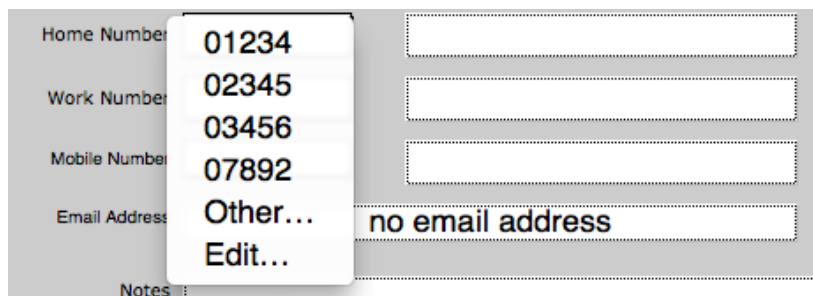 Home Number
01234
02345
Work Number
03456
Mobile Number
07892
Email Address
Other...
no email address
Edit...
Notes